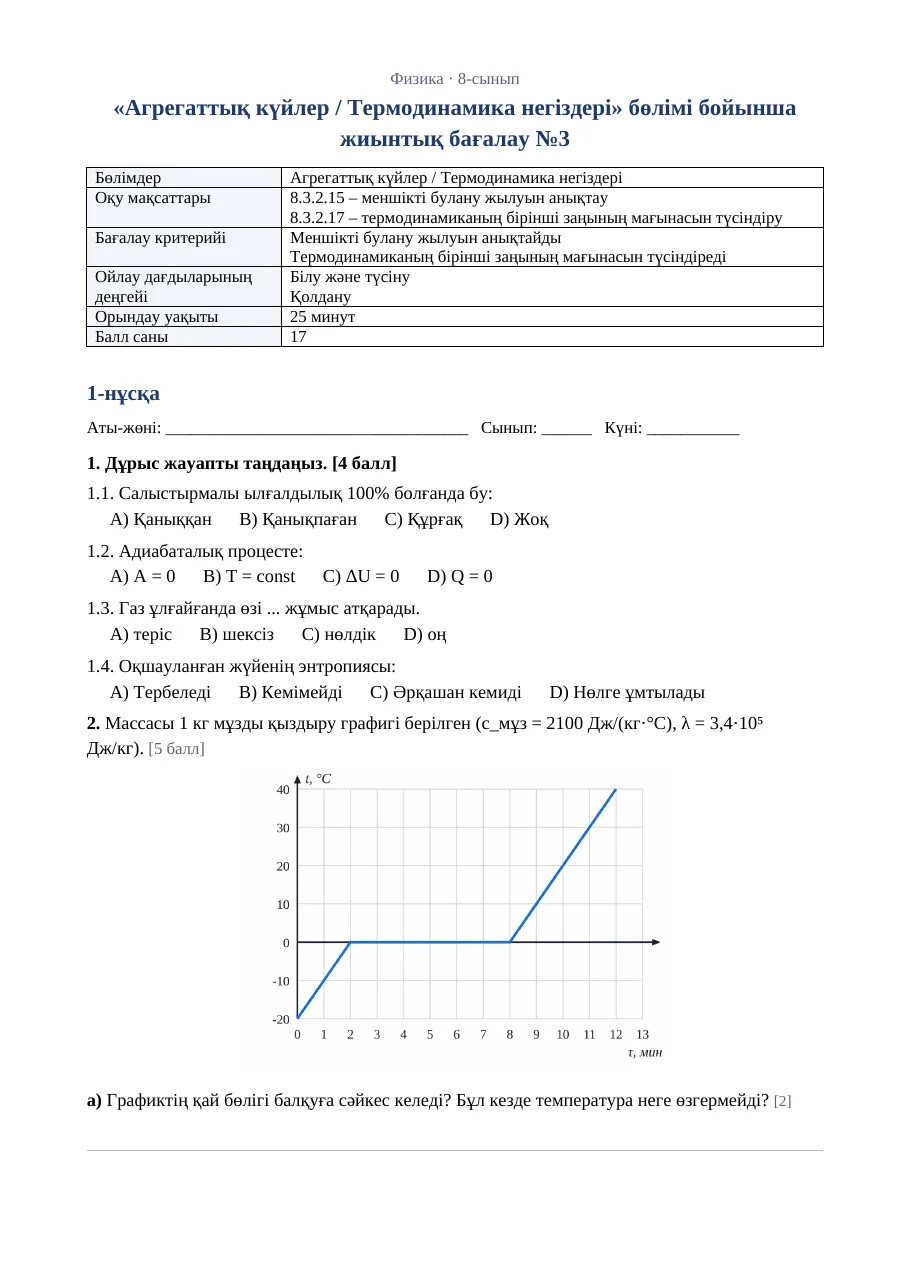 Физика · 8-сынып
«Агрегаттық күйлер / Термодинамика негіздері» бөлімі бойынша
жиынтық бағалау №3
Бөлімдер Агрегаттық күйлер / Термодинамика негіздері
Оқу мақсаттары 8.3.2.15 – меншікті булану жылуын анықтау
8.3.2.17 – термодинамиканың бірінші заңының мағынасын түсіндіру
Бағалау критерийі Меншікті булану жылуын анықтайды
Термодинамиканың бірінші заңының мағынасын түсіндіреді
Ойлау дағдыларының Білу және түсіну
деңгейі Қолдану
Орындау уақыты 25 минут
Балл саны 17
1-нұсқа
Аты-жөні: ____________________________________ Сынып: ______ Күні: ___________
1. Дұрыс жауапты таңдаңыз. [4 балл]
1.1. Салыстырмалы ылғалдылық 100% болғанда бу:
A) Қаныққан B) Қанықпаған C) Құрғақ D) Жоқ
1.2. Адиабаталық процесте:
A) A = 0 B) T = const C) ΔU = 0 D) Q = 0
1.3. Газ ұлғайғанда өзі ... жұмыс атқарады.
A) теріс B) шексіз C) нөлдік D) оң
1.4. Оқшауланған жүйенің энтропиясы:
A) Тербеледі B) Кемімейді C) Әрқашан кемиді D) Нөлге ұмтылады
2. Массасы 1 кг мұзды қыздыру графигі берілген (c_мұз = 2100 Дж/(кг·°C), λ = 3,4·10⁵
Дж/кг). [5 балл]
t, °C
40
30
20
10
0
-10
-20
0 1 2 3 4 5 6 7 8 9 10 11 12 13
τ, мин
а) Графиктің қай бөлігі балқуға сәйкес келеді? Бұл кезде температура неге өзгермейді? [2]